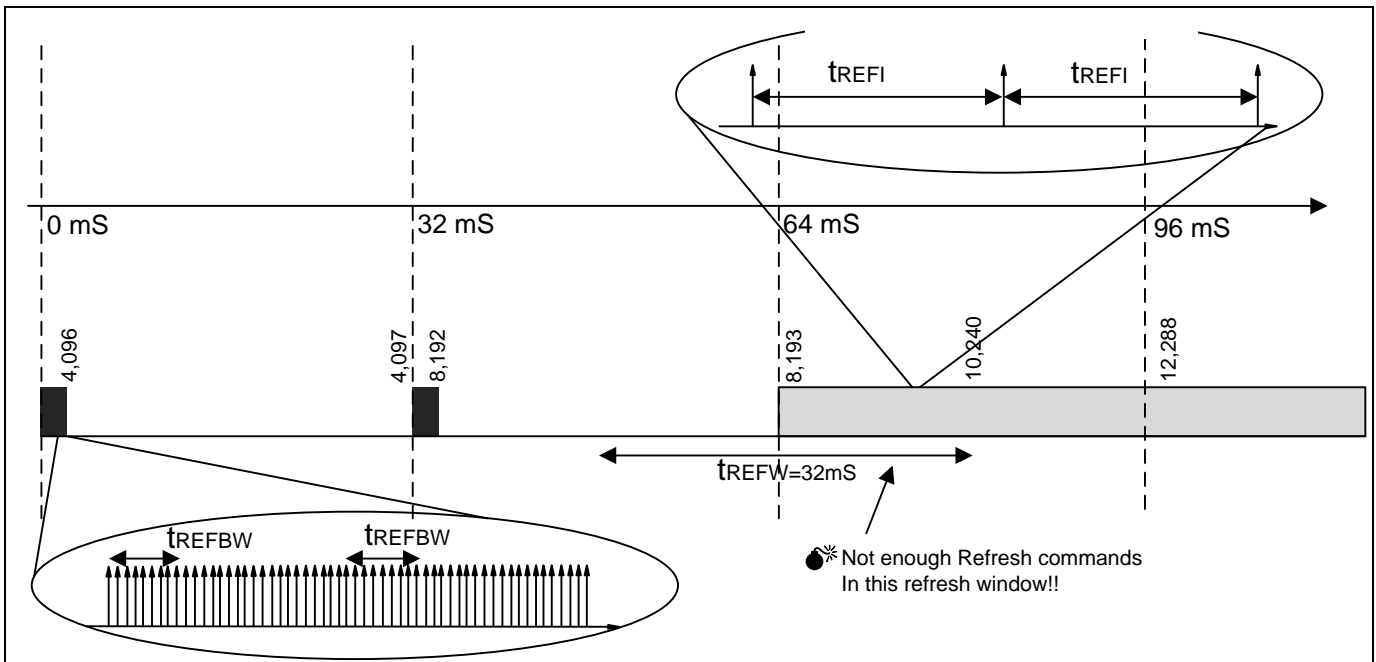 tREFI
tREFI
0 mS
32 mS
64 mS
96 mS
4,096
4,097
8,192
8,193
10,240
12,288
tREFW=32mS
tREFBW
tREFBW
Not enough Refresh commands
In this refresh window!!